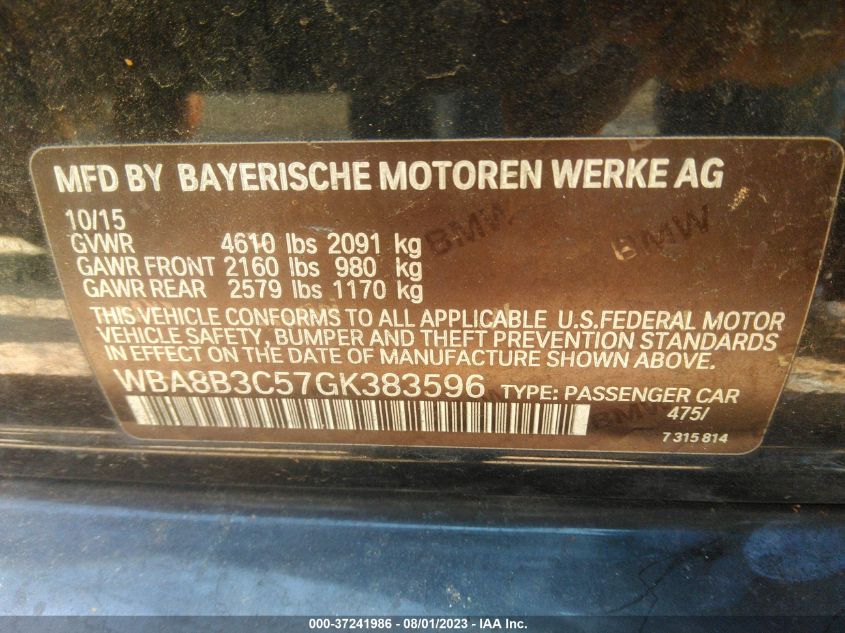 MFD BY BAYERISCHE MOTOREN WERKE AG
10/15
GVWR 4610 lbs 2091 kg
GAWR FRONT 2160 lbs 980 kg
GAWR REAR 2579 lbs 1170 kg
THIS VEHICLE CONFORMS TO ALL APPLICABLE U.S.FEDERAL MOTOR
VEHICLE SAFETY, BUMPER AND THEFT PREVENTION STANDARDS
IN EFFECT ON THE DATE OF MANUFACTURE SHOWN ABOVE.
WBA8B3C57GK383596 TYPE: PASSENGER CAR
475/
7 315 814
BMW
BMW
BMW
000-37241986 - 08/01/2023 - IAA Inc.